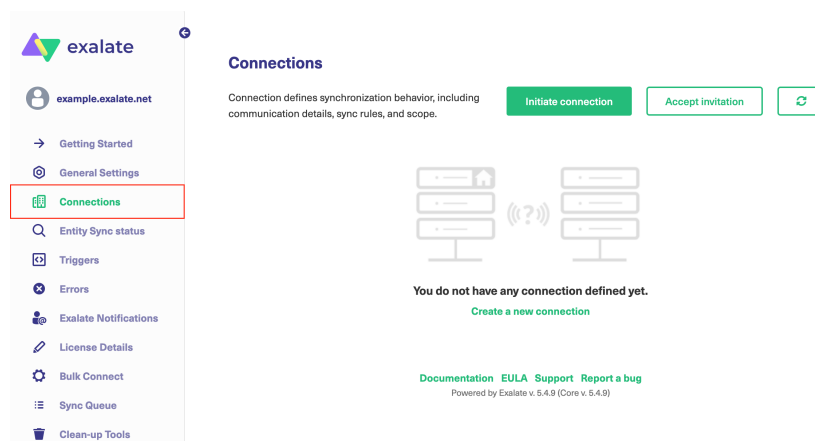 exalate
example.exalate.net
Getting Started
General Settings
Connections
Entity Sync status
Triggers
Errors
Exalate Notifications
License Details
Bulk Connect
Sync Queue
Clean-up Tools
Connections
Connection defines synchronization behavior, including
communication details, sync rules, and scope.
Initiate connection
Accept invitation
((?))
You do not have any connection defined yet.
Create a new connection
Documentation EULA Support Report a bug
Powered by Exalate v. 5.4.9 (Core v. 5.4.9)